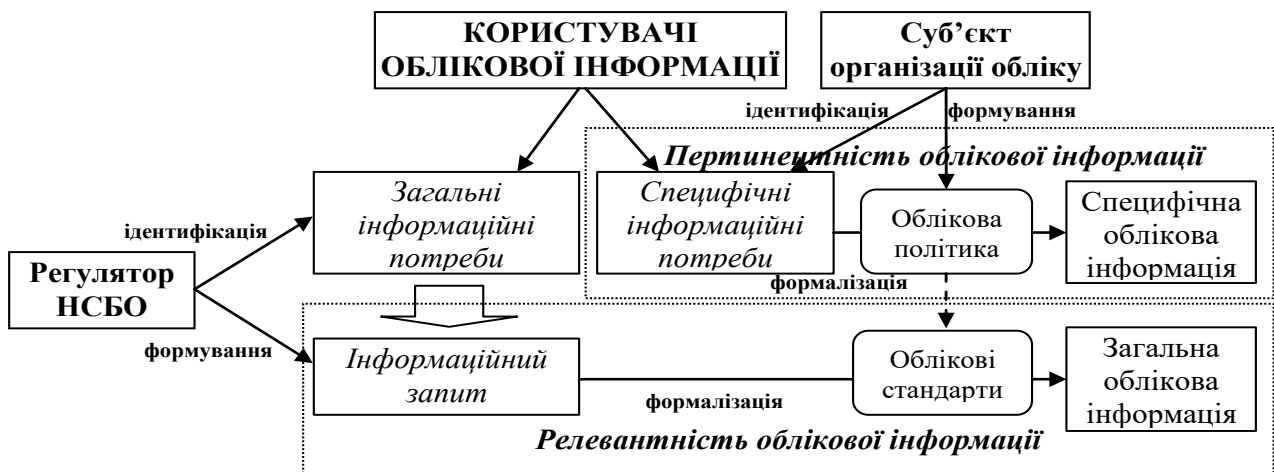 КОРИСТУВАЧІ
ОБЛІКОВОЇ ІНФОРМАЦІЇ
Суб’єкт
організації обліку
ідентифікація
формування
Пертинентність облікової інформації
Загальні
інформаційні
потреби
Специфічні
інформаційні
потреби
Облікова
політика
Специфічна
облікова
інформація
ідентифікація
Регулятор
НСБО
формалізація
формування
Інформаційний
запит
формалізація
Облікові
стандарти
Загальна
облікова
інформація
Релевантність облікової інформації